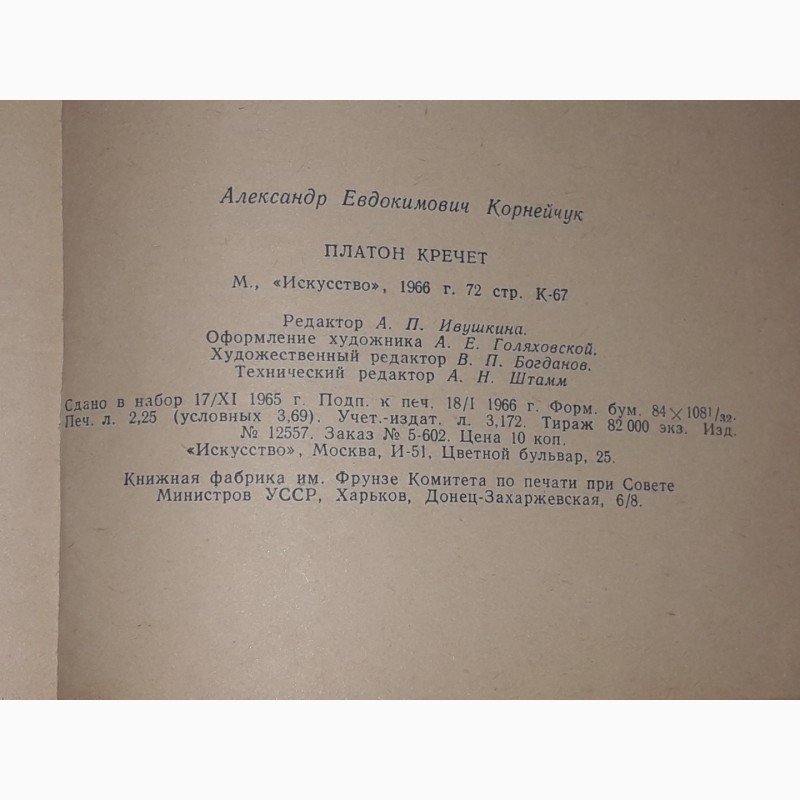 Александр Евдокимович Корнейчук
ПЛАТОН КРЕЧЕТ
М., «Искусство», 1966 г. 72 стр. К-67
Редактор А. П. Ивушкина.
Оформление художника А. Е. Голяховской.
Художественный редактор В. П. Богданов.
Технический редактор А. Н. Штамм
Сдано в набор 17/XI 1965 г. Подп. к печ. 18/I 1966 г. Форм. бум. 84×108¹/₃₂.
Печ. л. 2,25 (условных 3,69). Учет.-издат. л. 3,172. Тираж 82 000 экз. Изд.
№ 12557. Заказ № 5-602. Цена 10 коп.
«Искусство», Москва, И-51, Цветной бульвар, 25.
Книжная фабрика им. Фрунзе Комитета по печати при Совете
Министров УССР, Харьков, Донец-Захаржевская, 6/8.